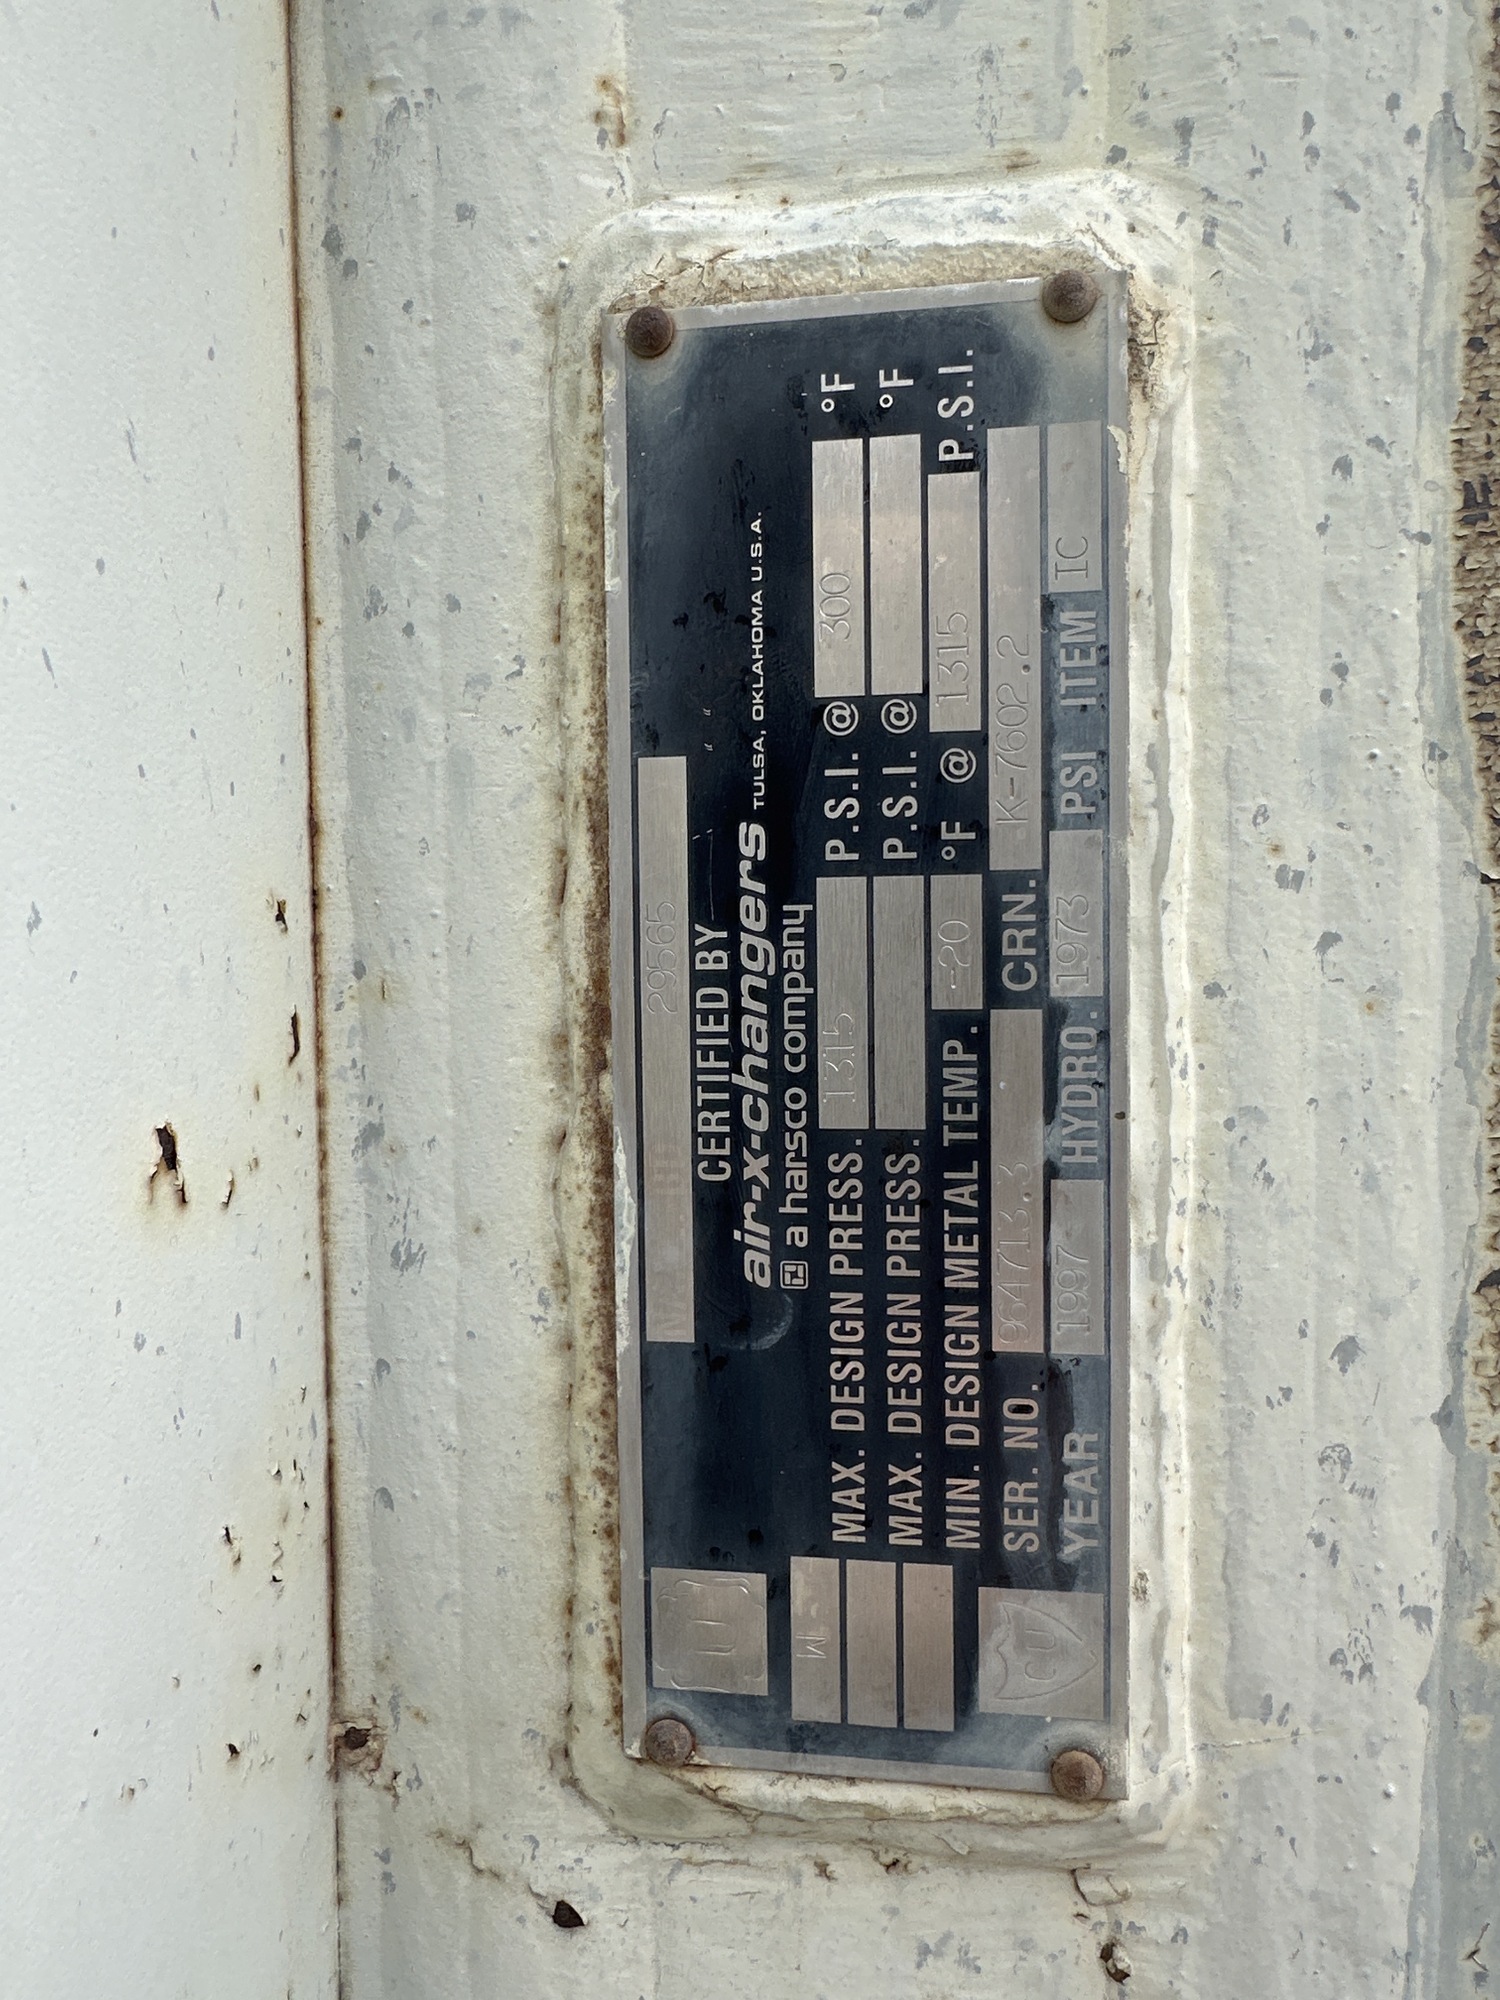 29565
CERTIFIED BY
air-x-changers TULSA, OKLAHOMA U.S.A.
a harsco company
U
W
MAX. DESIGN PRESS. 1315 P.S.I. @ 300 °F
MAX. DESIGN PRESS. P.S.I. @ °F
MIN. DESIGN METAL TEMP. -20 °F @ 1315 P.S.I.
SER. NO. 964713.3 CRN. K-7602.2
YEAR 1997 HYDRO. 1973 PSI ITEM IC
CU